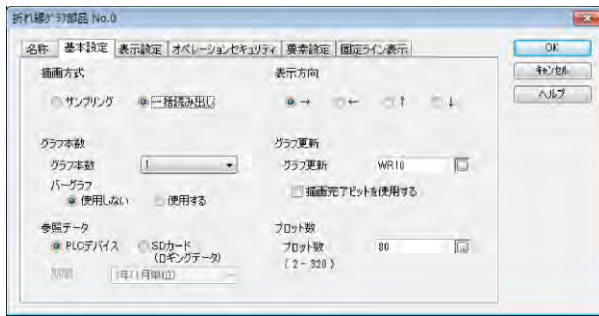 折れ線ｸﾞﾗﾌ部品 No.0
名称 基本設定 表示設定 オペレーションセキュリティ 要素設定 固定ライン表示
OK
キャンセル
ヘルプ
描画方式
サンプリング 一括読み出し
表示方向
→ ← ↑ ↓
グラフ本数
グラフ本数 1
バーグラフ
使用しない 使用する
グラフ更新
グラフ更新 WR10
描画完了ビットを使用する
参照データ
PLCデバイス SDカード
(ロギングデータ)
期間 1年(1月単位)
プロット数
プロット数 80
(2-320)